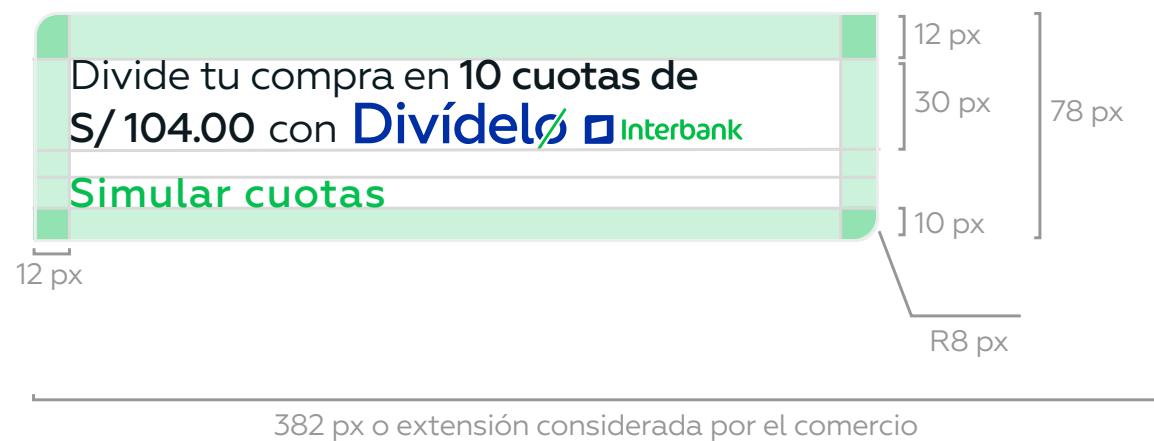 Divide tu compra en 10 cuotas de
S/ 104.00 con Divídelo Interbank
Simular cuotas
12 px
30 px
78 px
10 px
12 px
R8 px
382 px o extensión considerada por el comercio